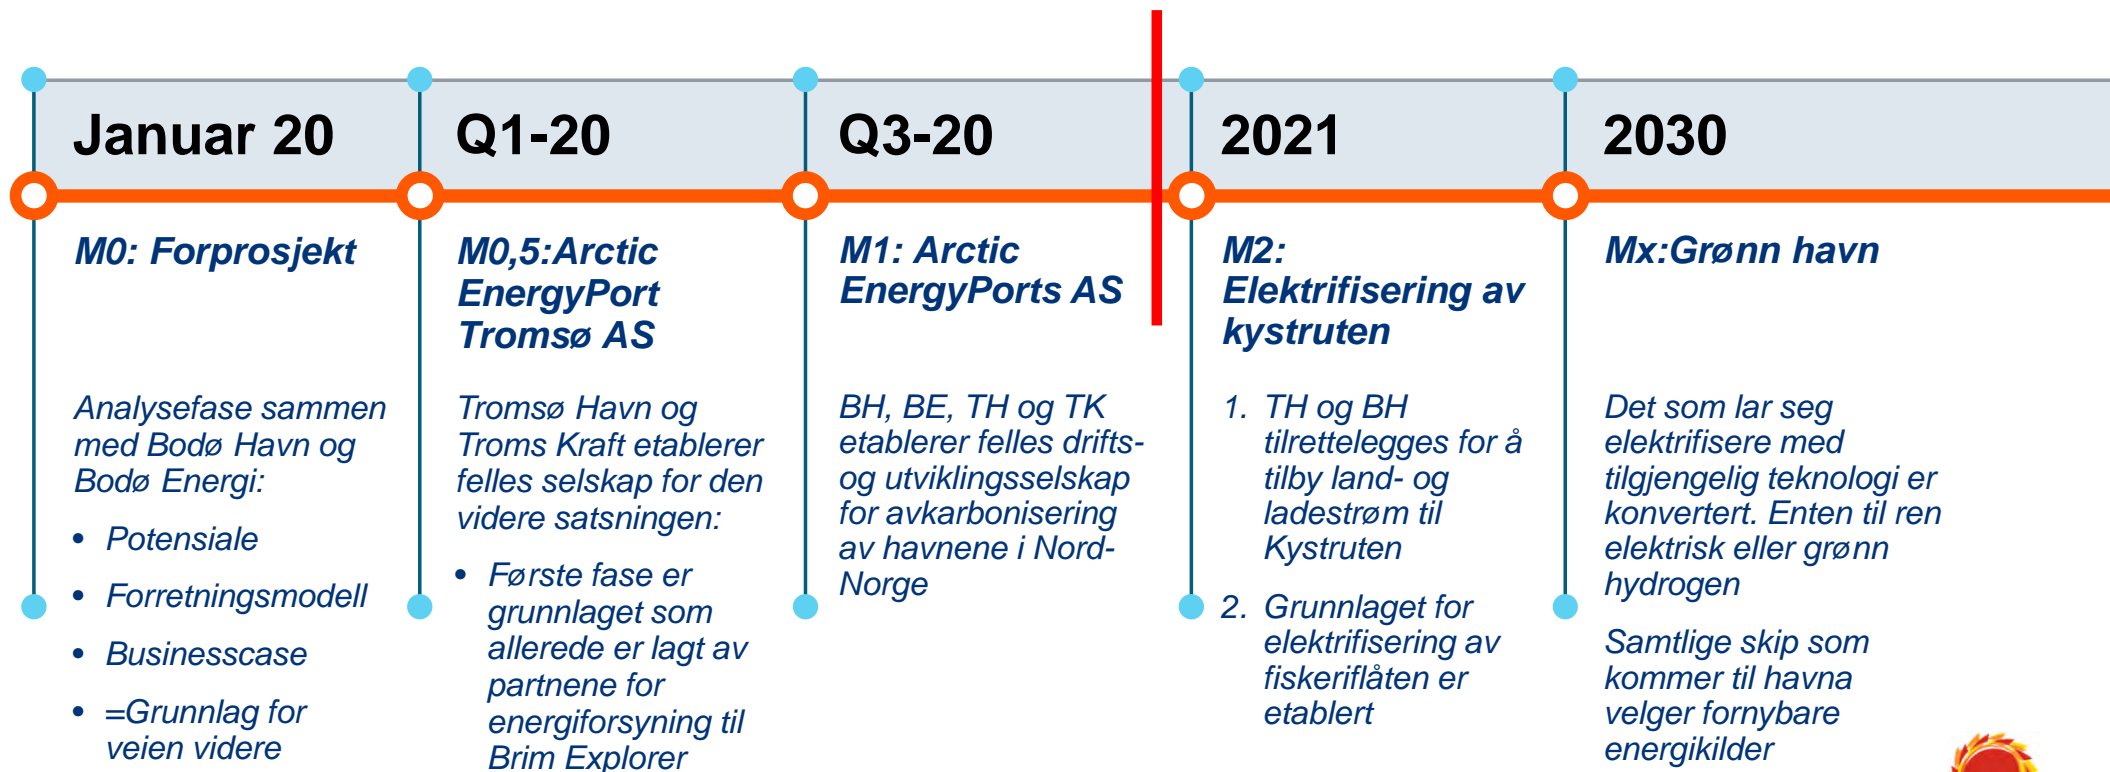 Januar 20
M0: Forprosjekt
Analysefase sammen
med Bodø Havn og
Bodø Energi:
• Potensiale
• Forretningsmodell
• Businesscase
• =Grunnlag for
veien videre
Q1-20
M0,5:Arctic
EnergyPort
Tromsø AS
Tromsø Havn og
Troms Kraft etablerer
felles selskap for den
videre satsningen:
• Første fase er
grunnlaget som
allerede er lagt av
partnene for
energiforsyning til
Brim Explorer
Q3-20
M1: Arctic
EnergyPorts AS
BH, BE, TH og TK
etablerer felles drifts-
og utviklingsselskap
for avkarbonisering
av havnene i Nord-
Norge
2021
M2:
Elektrifisering av
kystruten
1. TH og BH
tilrettelegges for å
tilby land- og
ladestrøm til
Kystruten
2. Grunnlaget for
elektrifisering av
fiskeriflåten er
etablert
2030
Mx:Grønn havn
Det som lar seg
elektrifisere med
tilgjengelig teknologi er
konvertert. Enten til ren
elektrisk eller grønn
hydrogen
Samtlige skip som
kommer til havna
velger fornybare
energikilder